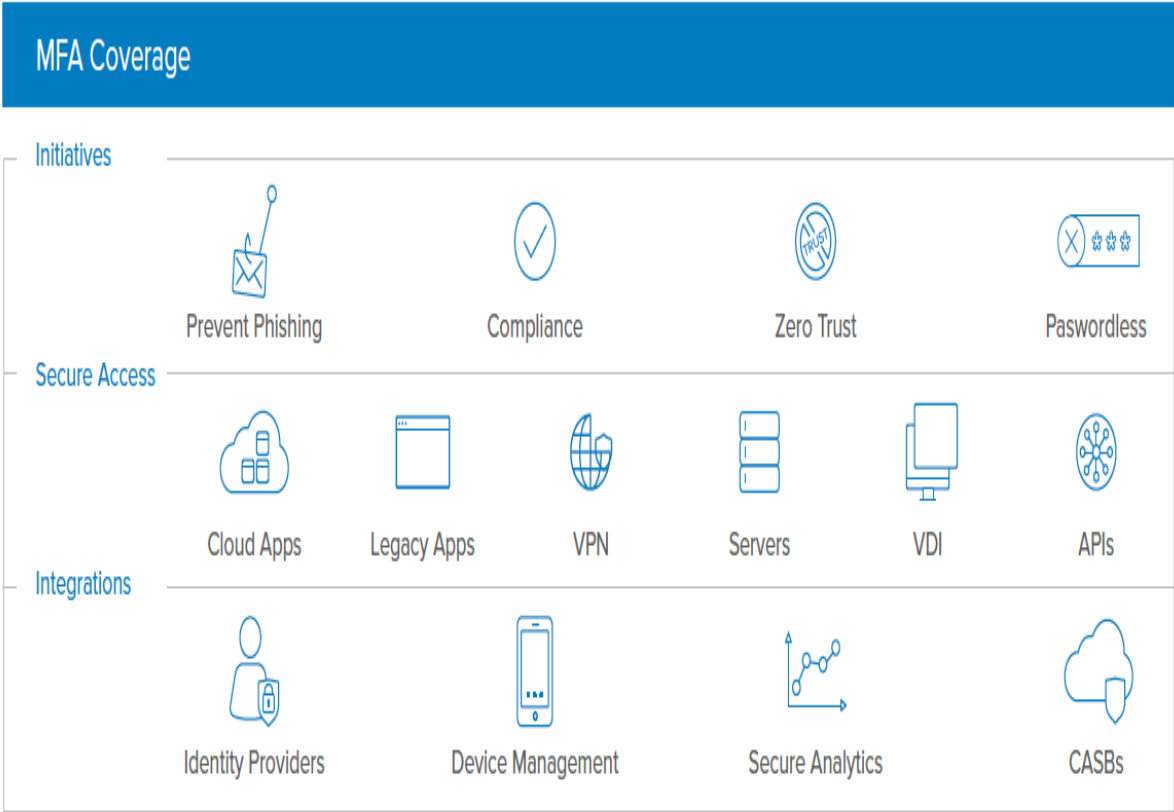 MFA Coverage
Initiatives
TRUST
Prevent Phishing Compliance Zero Trust Paswordless
Secure Access
Cloud Apps Legacy Apps VPN Servers VDI APIs
Integrations
Identity Providers Device Management Secure Analytics CASBs